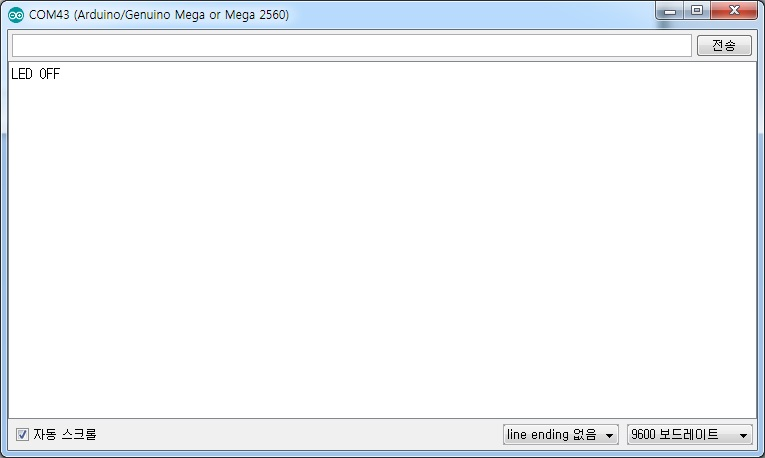 COM43 (Arduino/Genuino Mega or Mega 2560)
전송
LED OFF
자동 스크롤
line ending 없음
9600 보드레이트